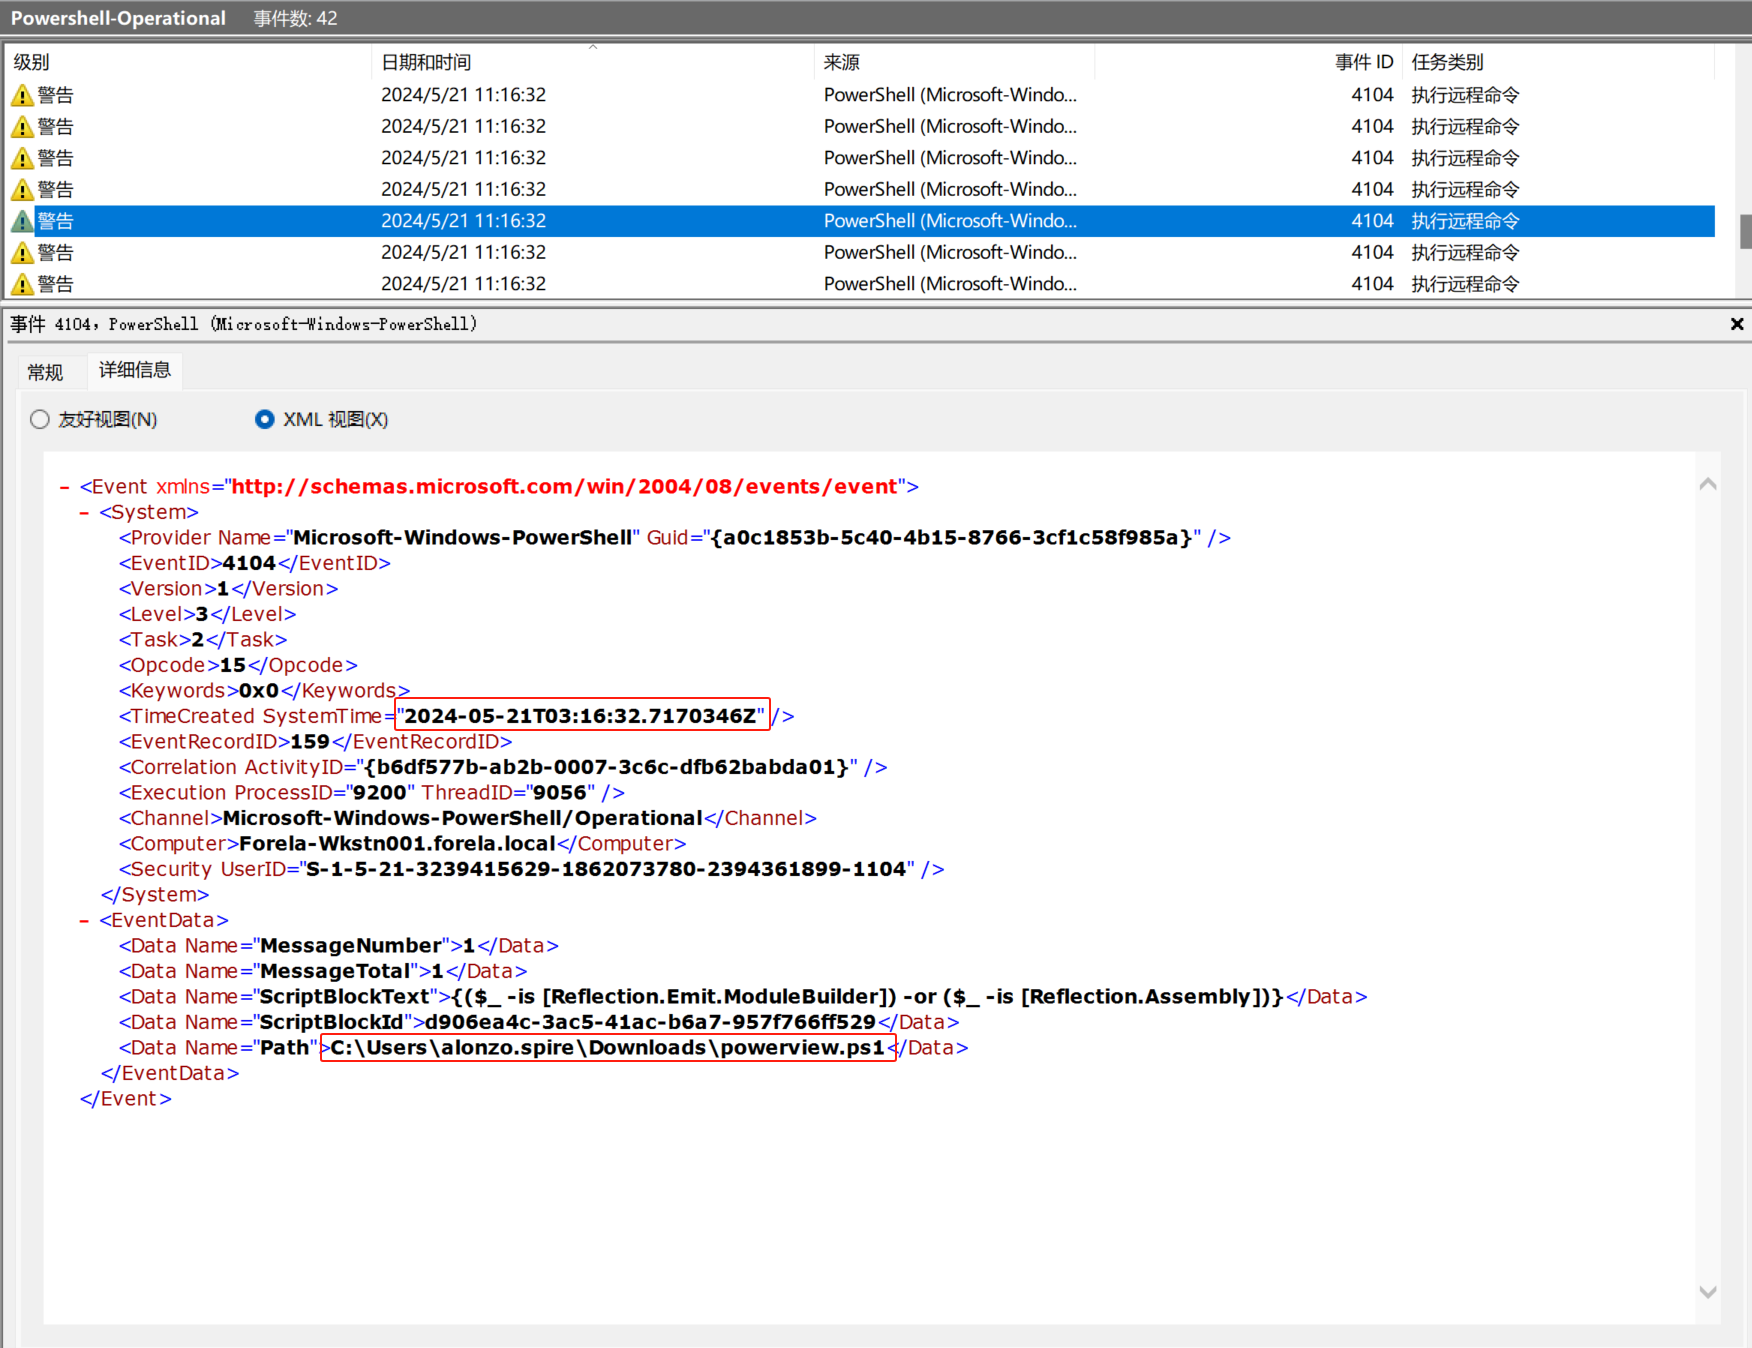 Powershell-Operational 事件数: 42
级别 日期和时间 来源 事件 ID 任务类别
警告 2024/5/21 11:16:32 PowerShell (Microsoft-Windo... 4104 执行远程命令
警告 2024/5/21 11:16:32 PowerShell (Microsoft-Windo... 4104 执行远程命令
警告 2024/5/21 11:16:32 PowerShell (Microsoft-Windo... 4104 执行远程命令
警告 2024/5/21 11:16:32 PowerShell (Microsoft-Windo... 4104 执行远程命令
警告 2024/5/21 11:16:32 PowerShell (Microsoft-Windo... 4104 执行远程命令
警告 2024/5/21 11:16:32 PowerShell (Microsoft-Windo... 4104 执行远程命令
警告 2024/5/21 11:16:32 PowerShell (Microsoft-Windo... 4104 执行远程命令
事件 4104，PowerShell (Microsoft-Windows-PowerShell)
常规 详细信息
友好视图(N) XML 视图(X)
- <Event xmlns="http://schemas.microsoft.com/win/2004/08/events/event">
- <System>
<Provider Name="Microsoft-Windows-PowerShell" Guid="{a0c1853b-5c40-4b15-8766-3cf1c58f985a}" />
<EventID>4104</EventID>
<Version>1</Version>
<Level>3</Level>
<Task>2</Task>
<Opcode>15</Opcode>
<Keywords>0x0</Keywords>
<TimeCreated SystemTime="2024-05-21T03:16:32.7170346Z" />
<EventRecordID>159</EventRecordID>
<Correlation ActivityID="{b6df577b-ab2b-0007-3c6c-dfb62babda01}" />
<Execution ProcessID="9200" ThreadID="9056" />
<Channel>Microsoft-Windows-PowerShell/Operational</Channel>
<Computer>Forela-Wkstn001.forela.local</Computer>
<Security UserID="S-1-5-21-3239415629-1862073780-2394361899-1104" />
</System>
- <EventData>
<Data Name="MessageNumber">1</Data>
<Data Name="MessageTotal">1</Data>
<Data Name="ScriptBlockText">{($_ -is [Reflection.Emit.ModuleBuilder]) -or ($_ -is [Reflection.Assembly])}</Data>
<Data Name="ScriptBlockId">d906ea4c-3ac5-41ac-b6a7-957f766ff529</Data>
<Data Name="Path">C:\Users\alonzo.spire\Downloads\powerview.ps1</Data>
</EventData>
</Event>